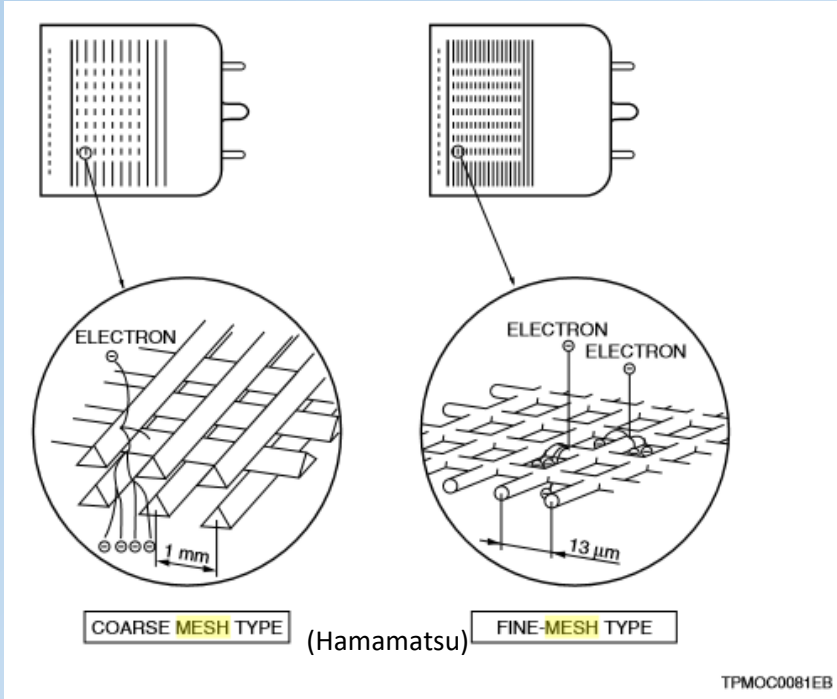 ELECTRON
1 mm
COARSE MESH TYPE
(Hamamatsu)
ELECTRON
ELECTRON
13 µm
FINE-MESH TYPE
TPMOC0081EB